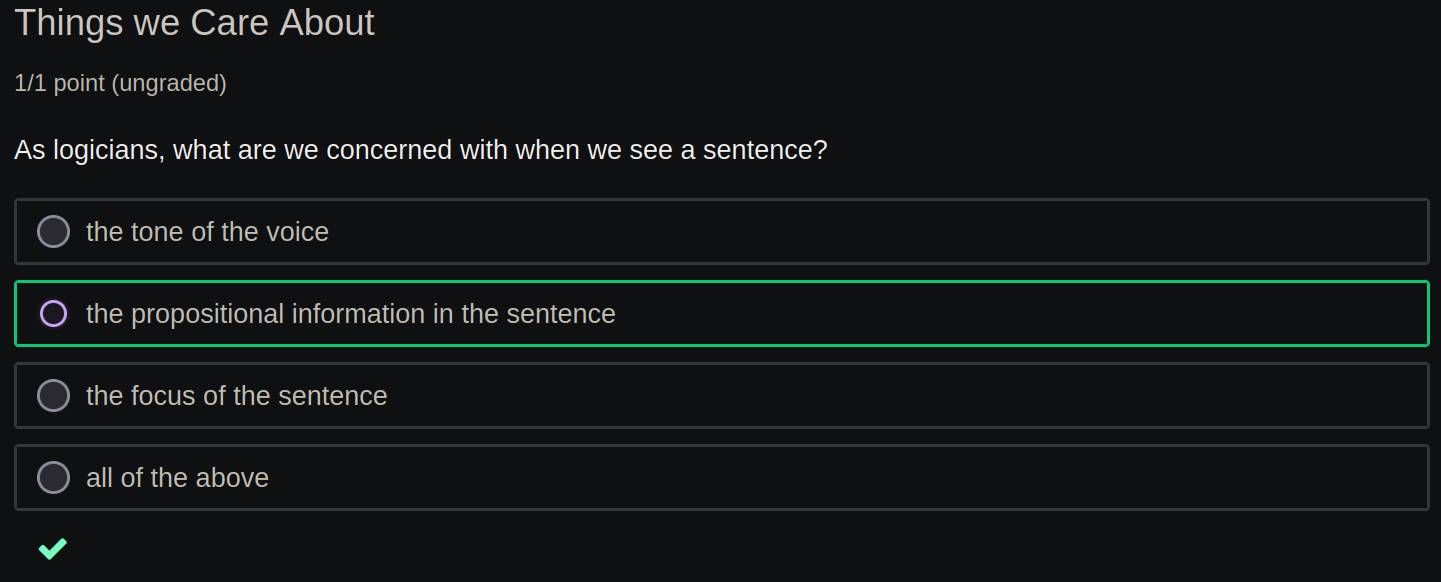 Things we Care About
1/1 point (ungraded)
As logicians, what are we concerned with when we see a sentence?
the tone of the voice
the propositional information in the sentence
the focus of the sentence
all of the above